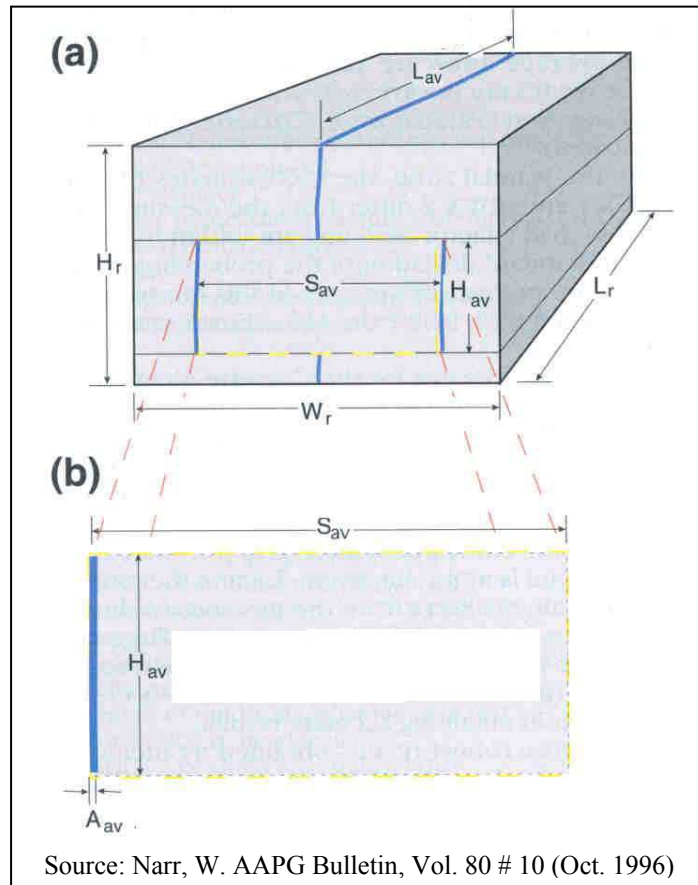 (a)
L_av
H_r
S_av
H_av
L_r
W_r
(b)
S_av
H_av
A_av
Source: Narr, W. AAPG Bulletin, Vol. 80 # 10 (Oct. 1996)